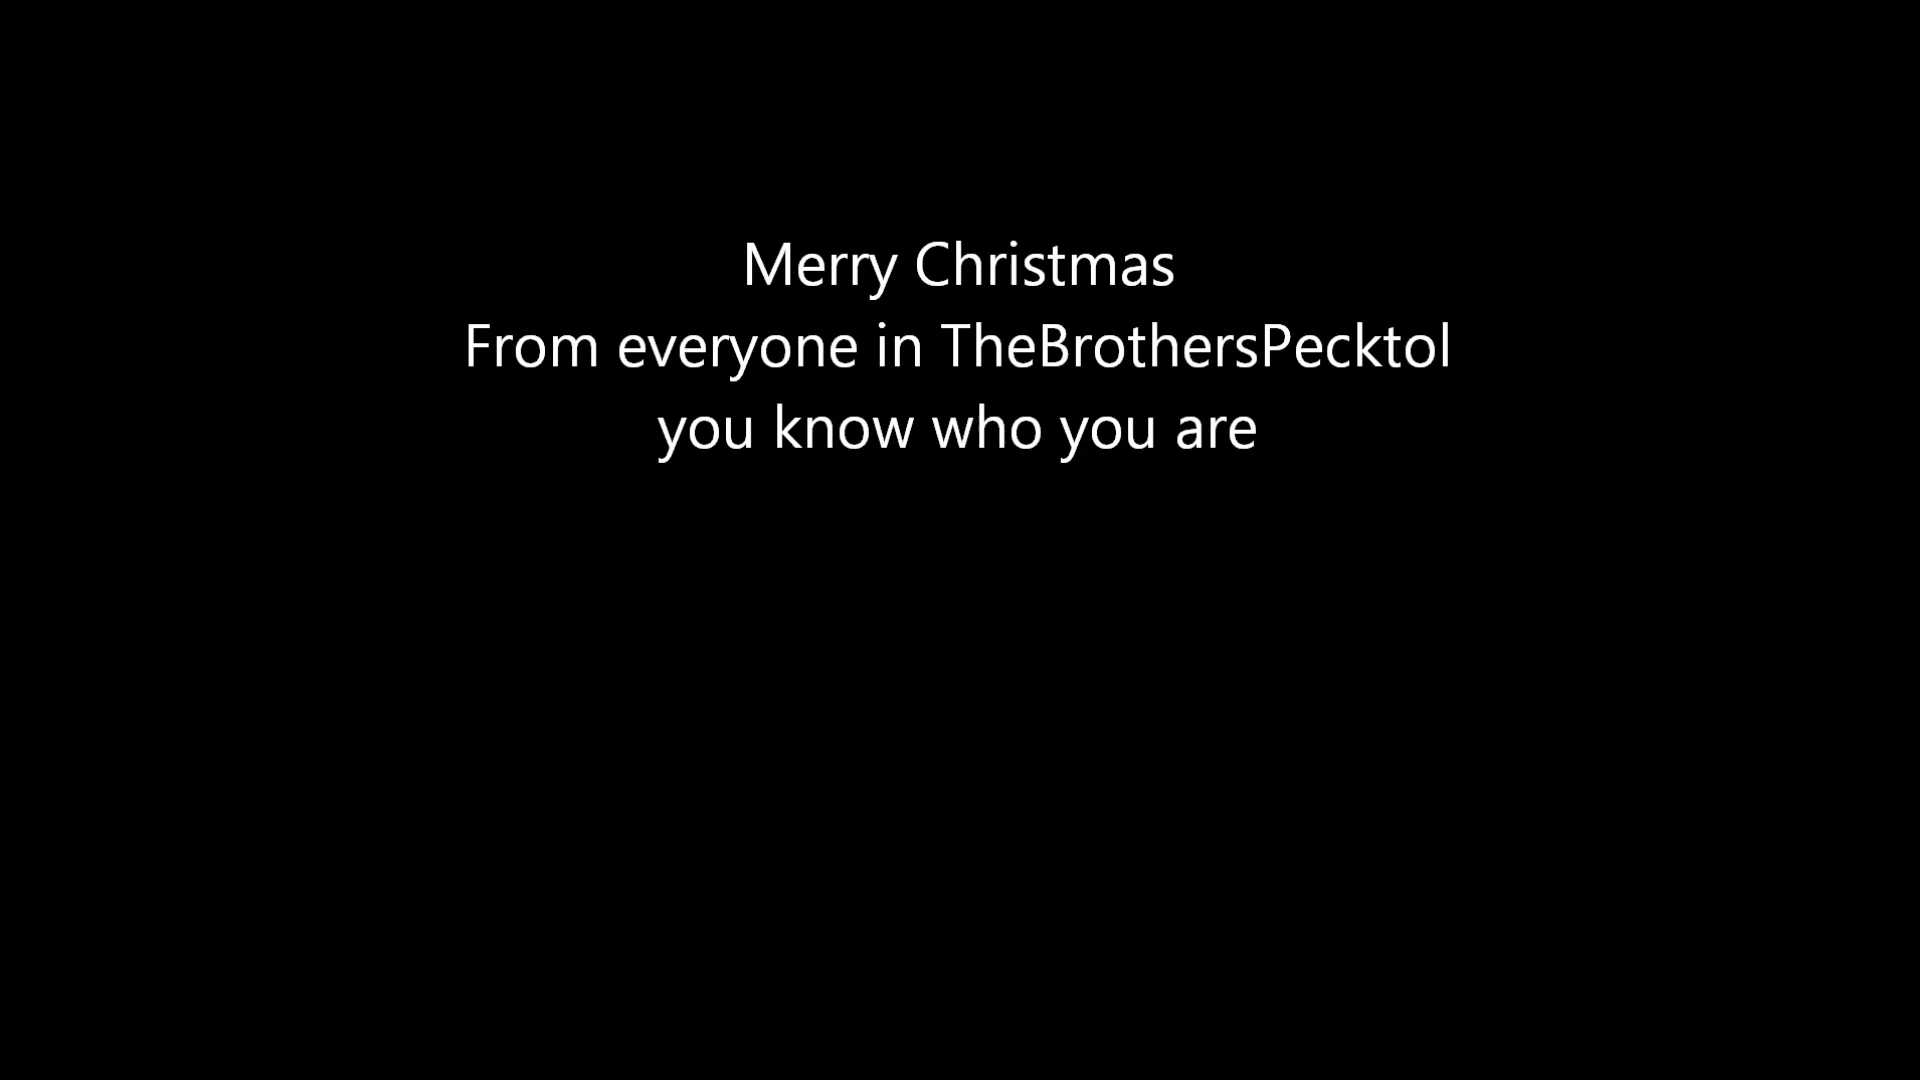 Merry Christmas
From everyone in TheBrothersPecktol
you know who you are